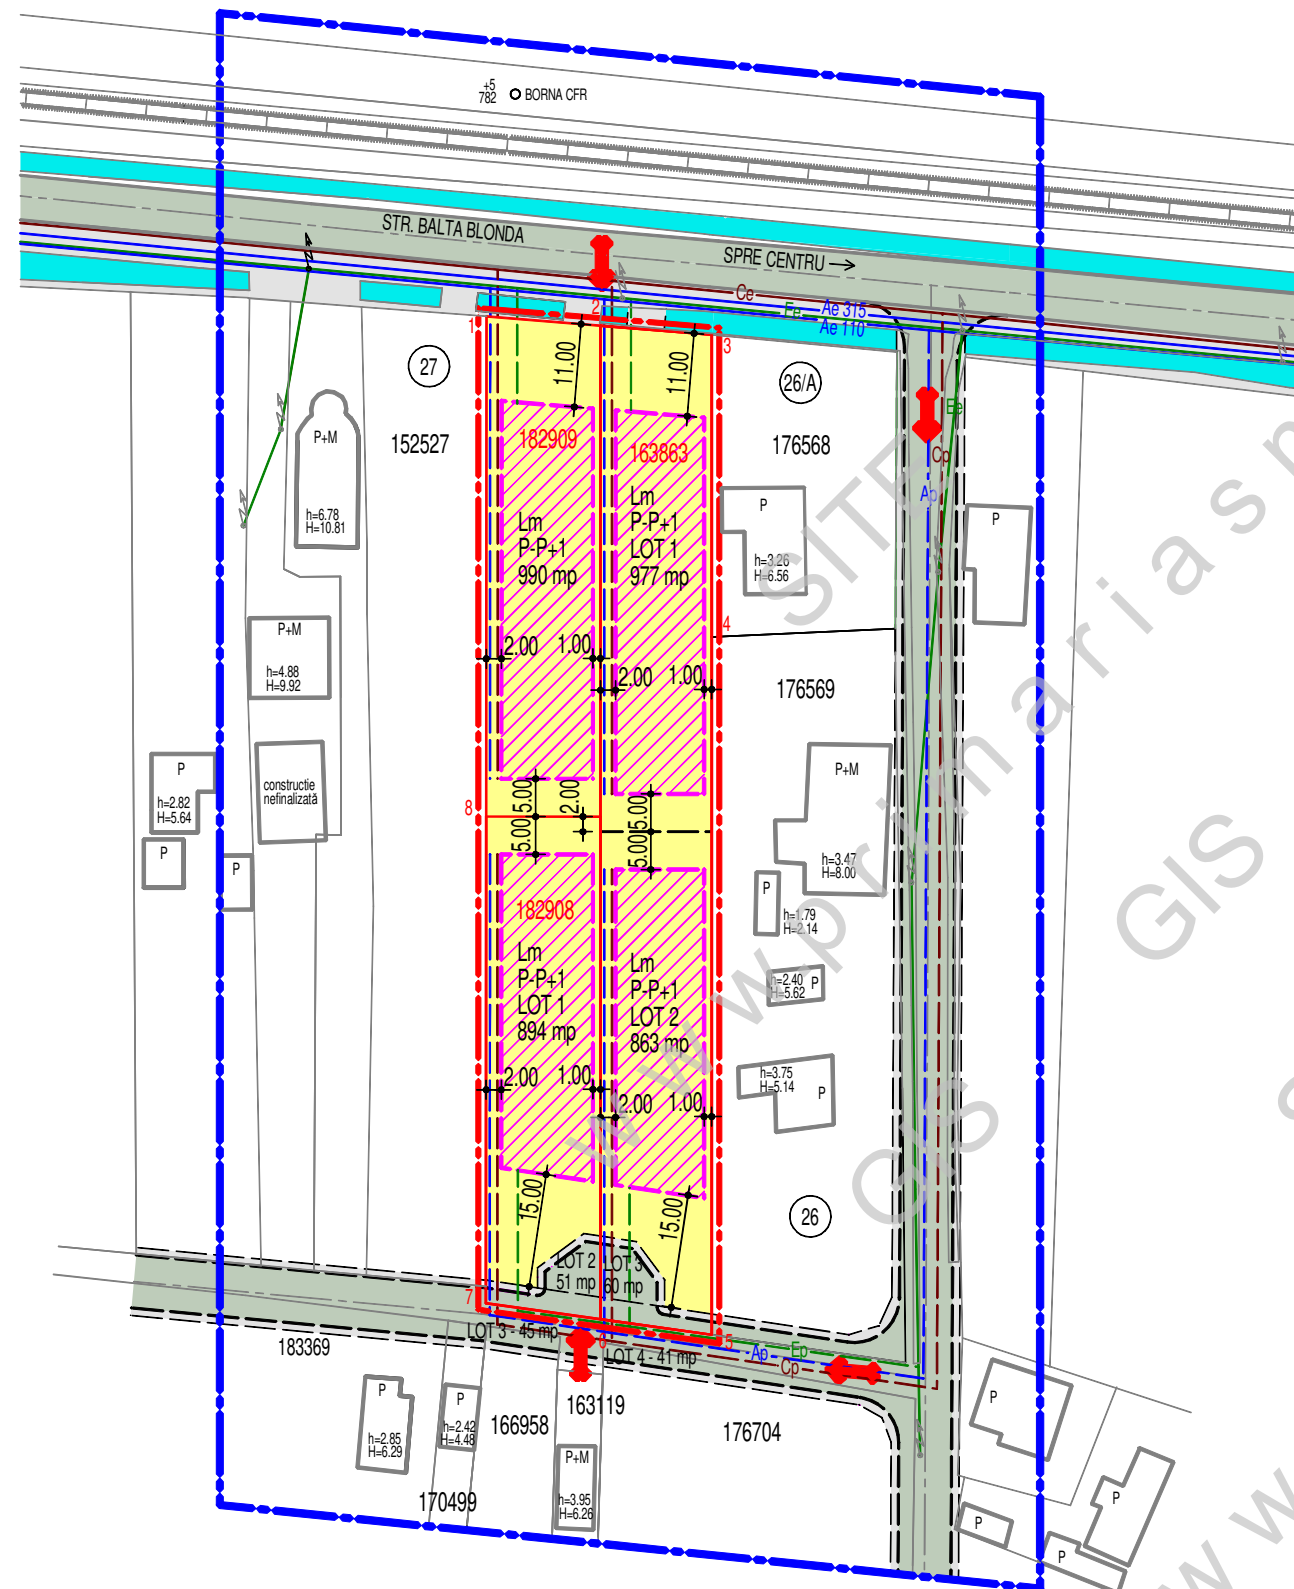 +5
782
BORNA CFR
STR. BALTA BLONDA
SPRE CENTRU
Ce
Ee
Ae 315
Ae 110
1
2
3
11.00
11.00
27
26/A
152527
176568
182909
163863
P+M
h=6.78
H=10.81
Lm
P-P+1
990 mp
Lm
P-P+1
LOT 1
977 mp
P
h=3.26
H=6.56
P
Ee
Cp
Ap
SITE
P+M
h=4.88
H=9.92
2.00
1.00
2.00
1.00
4
176569
constructie
nefinalizată
P
h=2.82
H=5.64
P
P
8
5.00
5.00
2.00
5.00
5.00
P+M
h=3.47
H=8.00
P
h=1.79
H=2.14
182908
Lm
P-P+1
LOT 1
894 mp
Lm
P-P+1
LOT 2
863 mp
h=2.40
H=5.62
P
h=3.75
H=5.14
P
2.00
1.00
2.00
1.00
GIS
GIS
26
15.00
15.00
LOT 2
51 mp
LOT 3
60 mp
7
6
5
LOT 3 - 45 mp
LOT 4 - 41 mp
Ap
Ep
Cp
183369
163119
166958
176704
170499
P
h=2.85
H=6.29
P
h=2.42
H=4.48
P+M
h=3.95
H=6.26
P
P
P
P